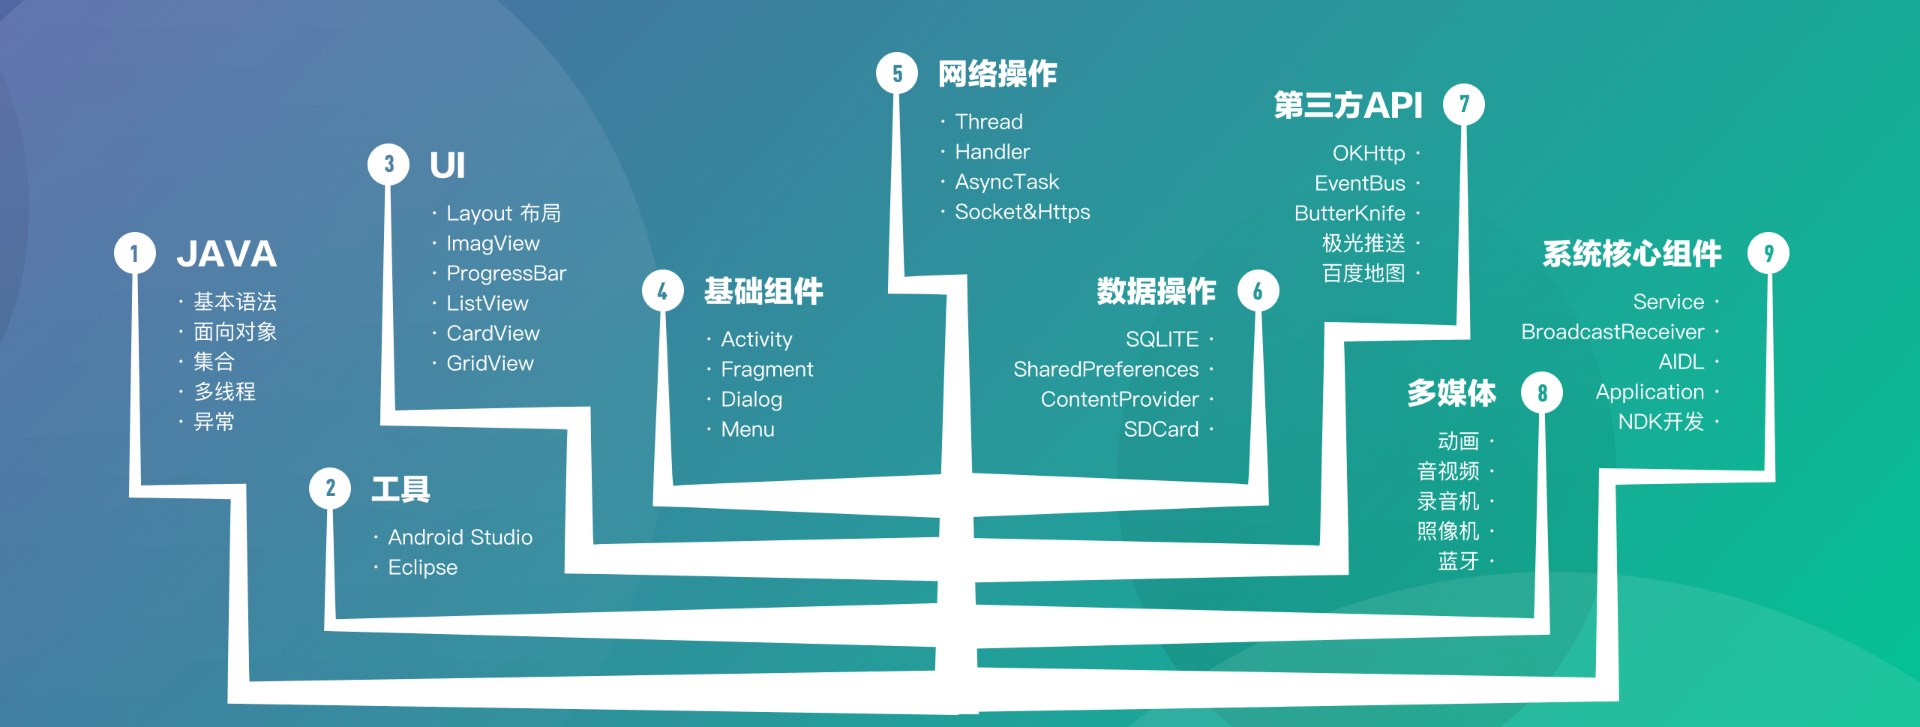 1 JAVA
· 基本语法
· 面向对象
· 集合
· 多线程
· 异常
2 工具
· Android Studio
· Eclipse
3 UI
· Layout 布局
· ImagView
· ProgressBar
· ListView
· CardView
· GridView
4 基础组件
· Activity
· Fragment
· Dialog
· Menu
5 网络操作
· Thread
· Handler
· AsyncTask
· Socket&Https
数据操作 6
SQLITE ·
SharedPreferences ·
ContentProvider ·
SDCard ·
第三方API 7
OKHttp ·
EventBus ·
ButterKnife ·
极光推送 ·
百度地图 ·
多媒体 8
动画 ·
音视频 ·
录音机 ·
照像机 ·
蓝牙 ·
系统核心组件 9
Service ·
BroadcastReceiver ·
AIDL ·
Application ·
NDK开发 ·